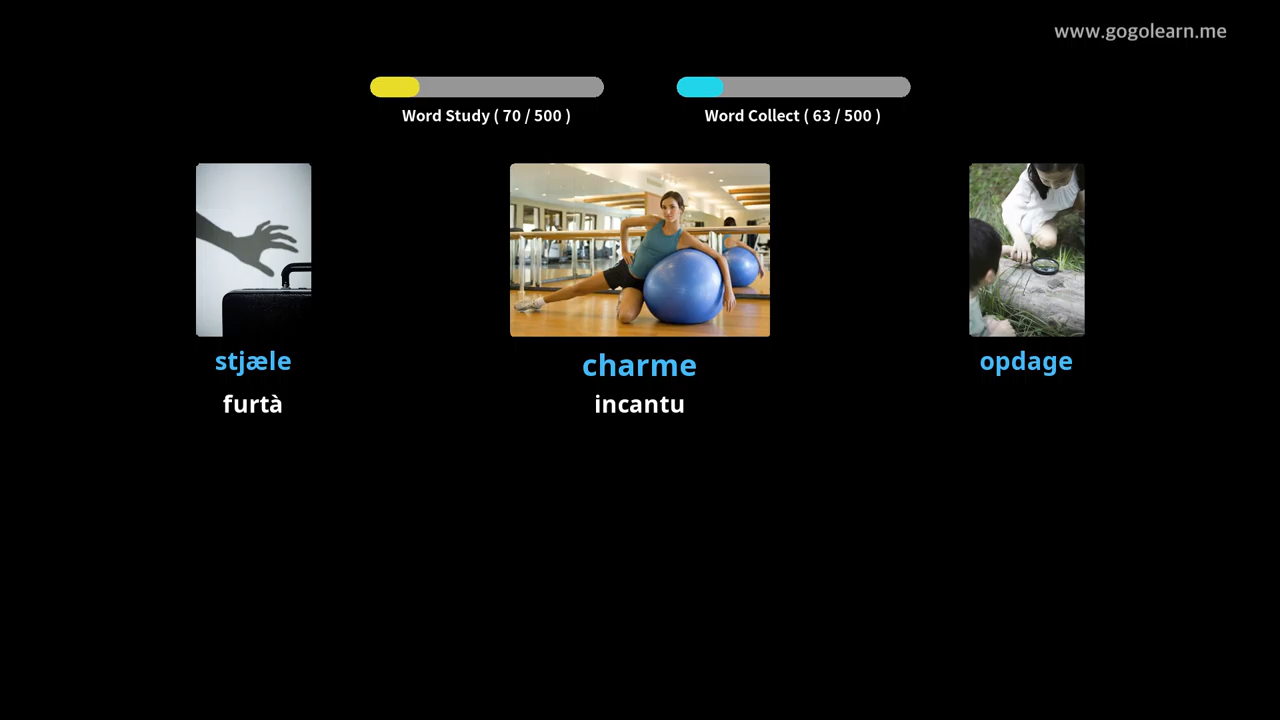 www.gogolearn.me
Word Study ( 70 / 500 )
Word Collect ( 63 / 500 )
stjæle
charme
opdage
furtà
incantu